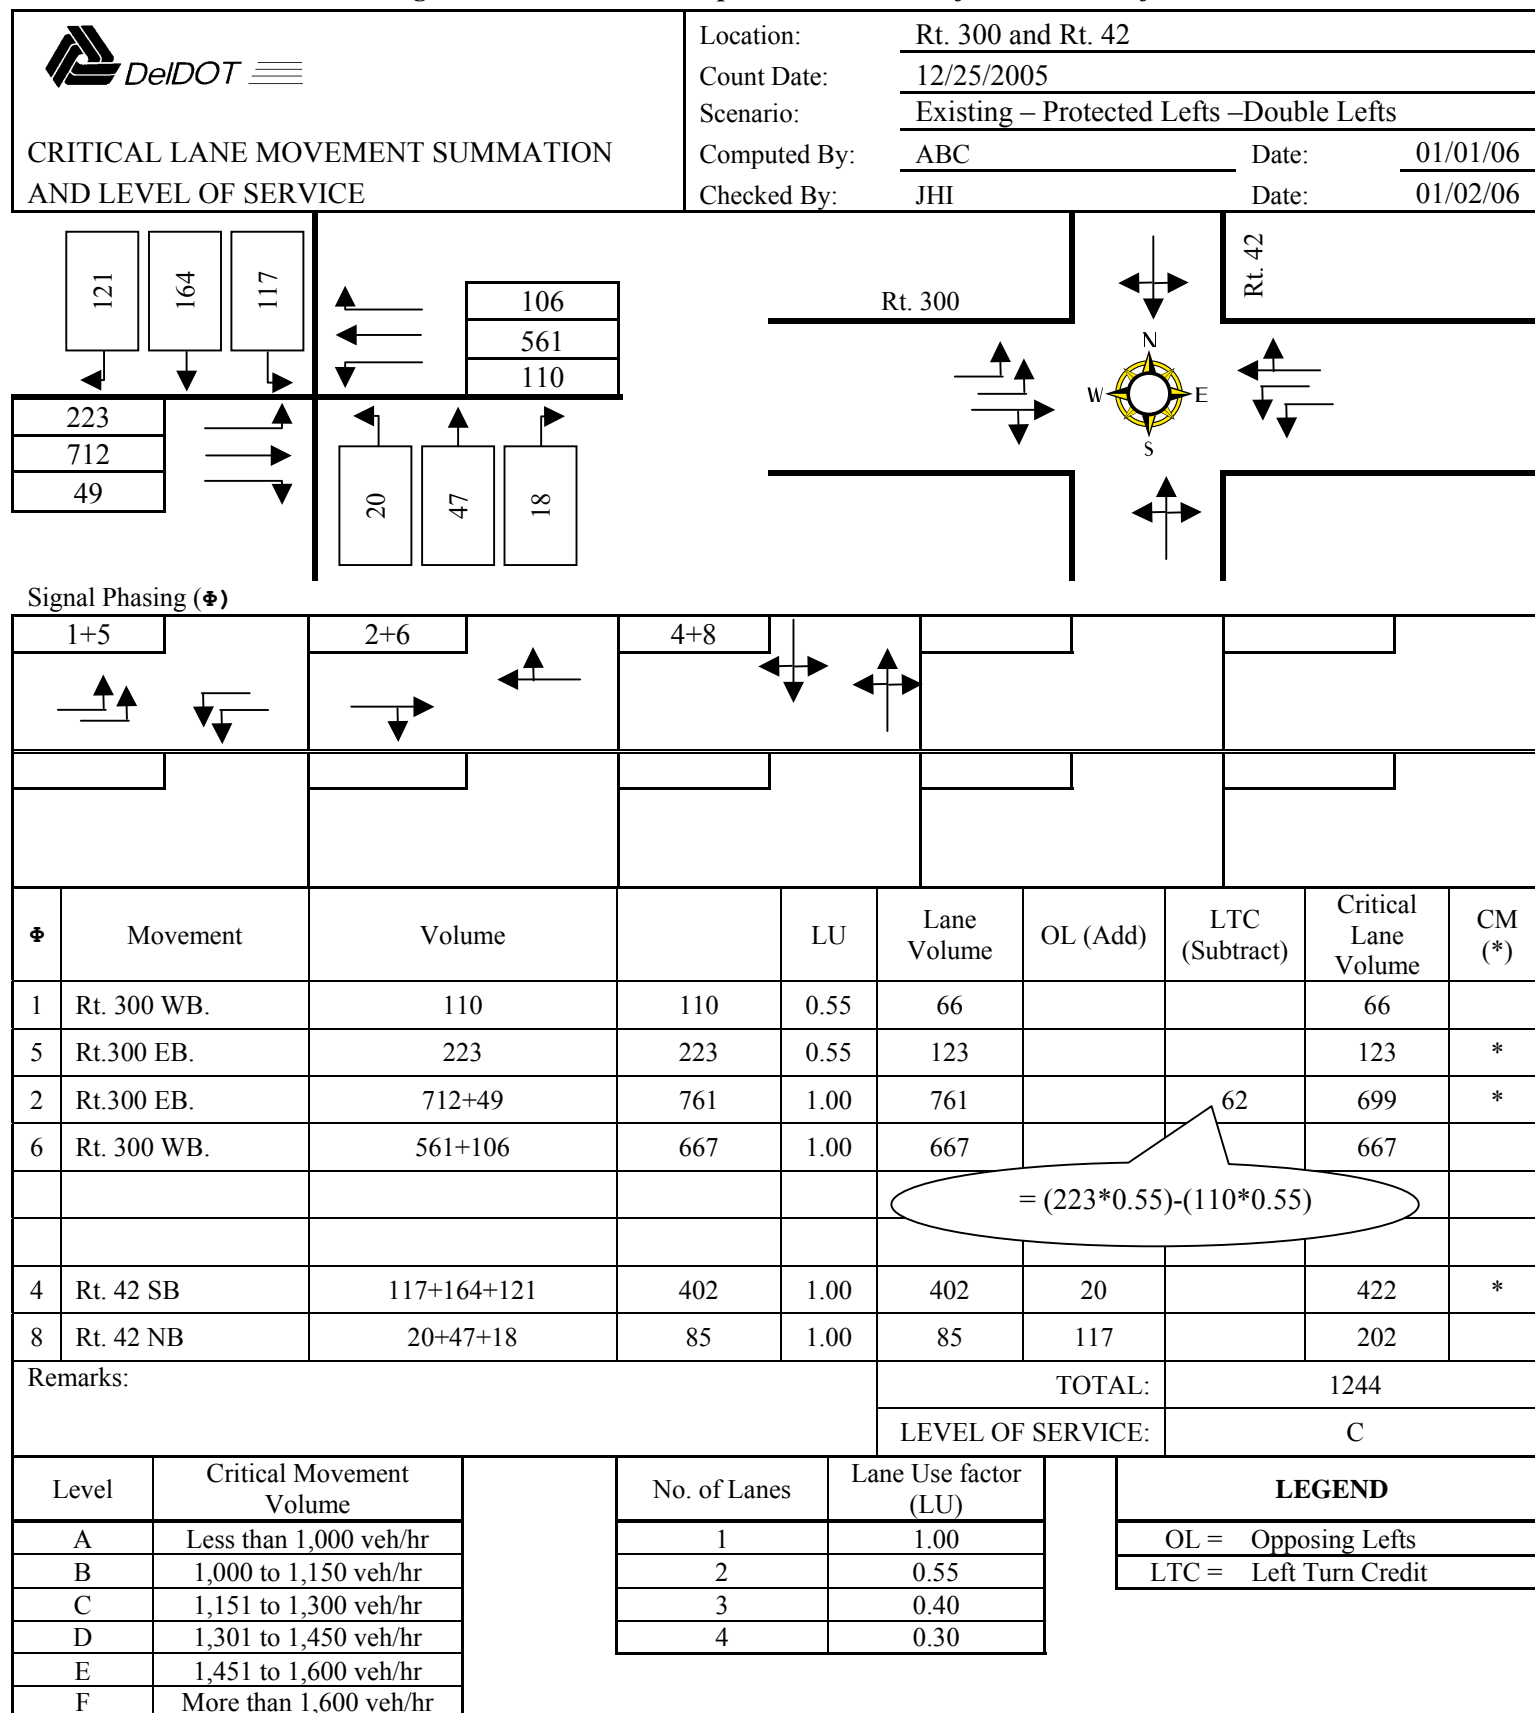 DelDOT
CRITICAL LANE MOVEMENT SUMMATION
AND LEVEL OF SERVICE
Location: Rt. 300 and Rt. 42
Count Date: 12/25/2005
Scenario: Existing – Protected Lefts –Double Lefts
Computed By: ABC Date: 01/01/06
Checked By: JHI Date: 01/02/06
121 164 117
106
561
110
223
712
49
20 47 18
Rt. 300
Rt. 42
N
W E
S
Signal Phasing (Φ)
1+5 2+6 4+8
Φ Movement Volume LU Lane Volume OL (Add) LTC (Subtract) Critical Lane Volume CM (*)
1 Rt. 300 WB. 110 110 0.55 66 66
5 Rt.300 EB. 223 223 0.55 123 123 *
2 Rt.300 EB. 712+49 761 1.00 761 62 699 *
6 Rt. 300 WB. 561+106 667 1.00 667 667
= (223*0.55)-(110*0.55)
4 Rt. 42 SB 117+164+121 402 1.00 402 20 422 *
8 Rt. 42 NB 20+47+18 85 1.00 85 117 202
Remarks:
TOTAL: 1244
LEVEL OF SERVICE: C
Level Critical Movement Volume
A Less than 1,000 veh/hr
B 1,000 to 1,150 veh/hr
C 1,151 to 1,300 veh/hr
D 1,301 to 1,450 veh/hr
E 1,451 to 1,600 veh/hr
F More than 1,600 veh/hr
No. of Lanes Lane Use factor (LU)
1 1.00
2 0.55
3 0.40
4 0.30
LEGEND
OL = Opposing Lefts
LTC = Left Turn Credit